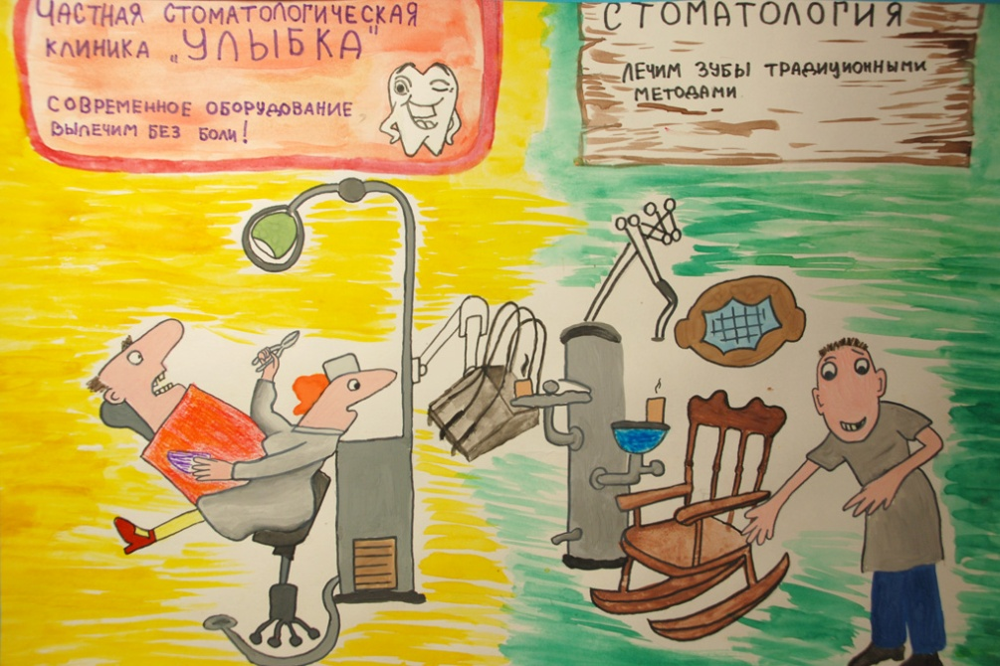 ЧАСТНАЯ СТОМАТОЛОГИЧЕСКАЯ
КЛИНИКА „УЛЫБКА"
СОВРЕМЕННОЕ ОБОРУДОВАНИЕ
ВЫЛЕЧИМ БЕЗ БОЛИ!
СТОМАТОЛОГИЯ
ЛЕЧИМ ЗУБЫ ТРАДИЦИОННЫМИ
МЕТОДАМИ